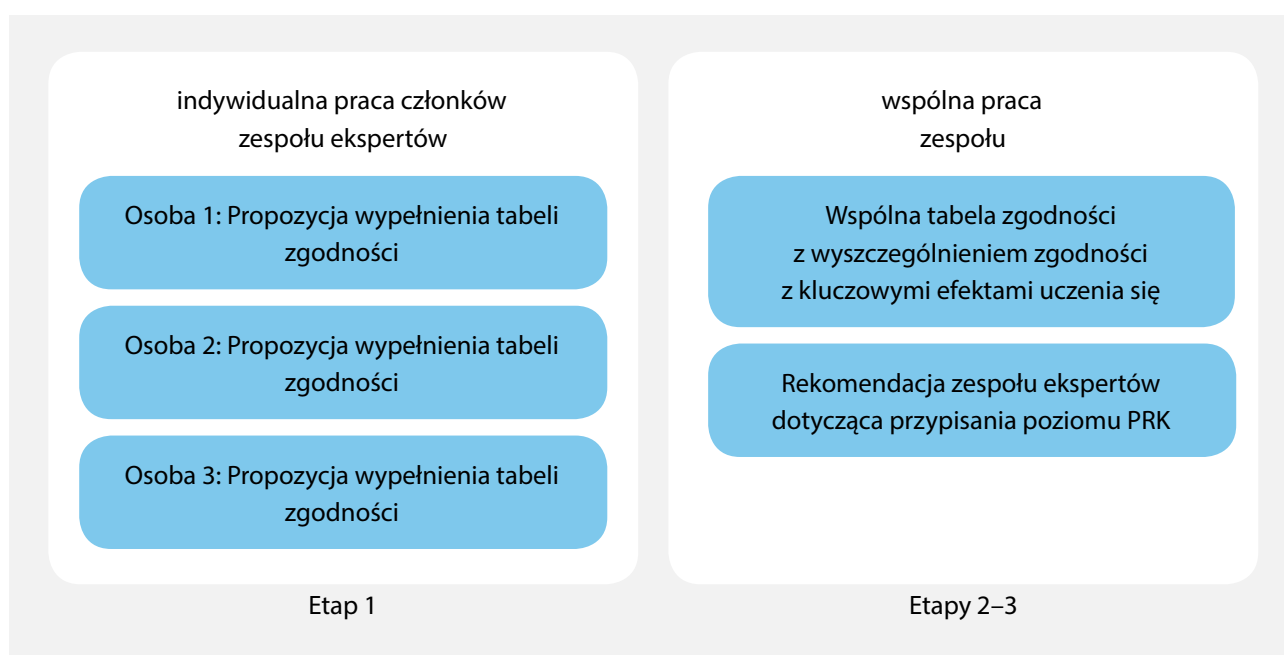 indywidualna praca członków
zespołu ekspertów
Osoba 1: Propozycja wypełnienia tabeli
zgodności
Osoba 2: Propozycja wypełnienia tabeli
zgodności
Osoba 3: Propozycja wypełnienia tabeli
zgodności
Etap 1
wspólna praca
zespołu
Wspólna tabela zgodności
z wyszczególnieniem zgodności
z kluczowymi efektami uczenia się
Rekomendacja zespołu ekspertów
dotycząca przypisania poziomu PRK
Etapy 2–3